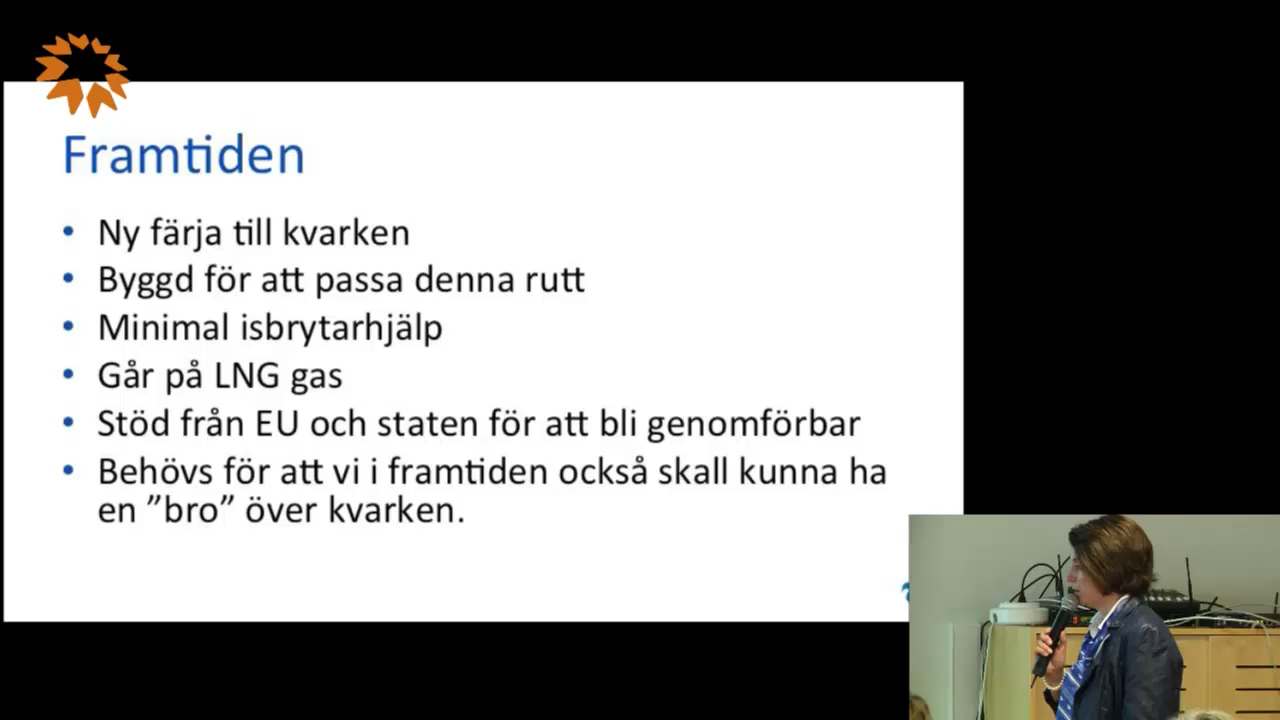 Framtiden
• Ny färja till kvarken
• Byggd för att passa denna rutt
• Minimal isbrytarhjälp
• Går på LNG gas
• Stöd från EU och staten för att bli genomförbar
• Behövs för att vi i framtiden också skall kunna ha
en ”bro” över kvarken.